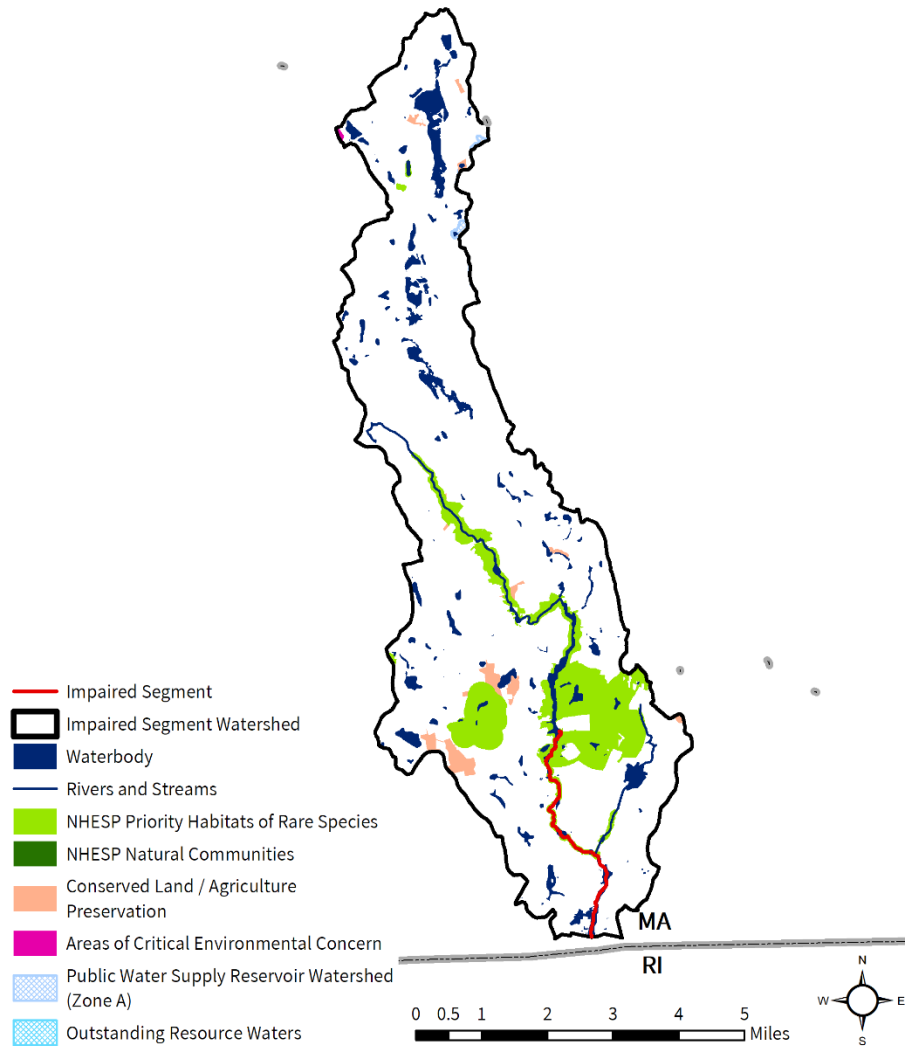 Impaired Segment
Impaired Segment Watershed
Waterbody
Rivers and Streams
NHESP Priority Habitats of Rare Species
NHESP Natural Communities
Conserved Land / Agriculture
Preservation
Areas of Critical Environmental Concern
Public Water Supply Reservoir Watershed
(Zone A)
Outstanding Resource Waters
MA
RI
0 0.5 1 2 3 4 5
Miles
N
W E
S